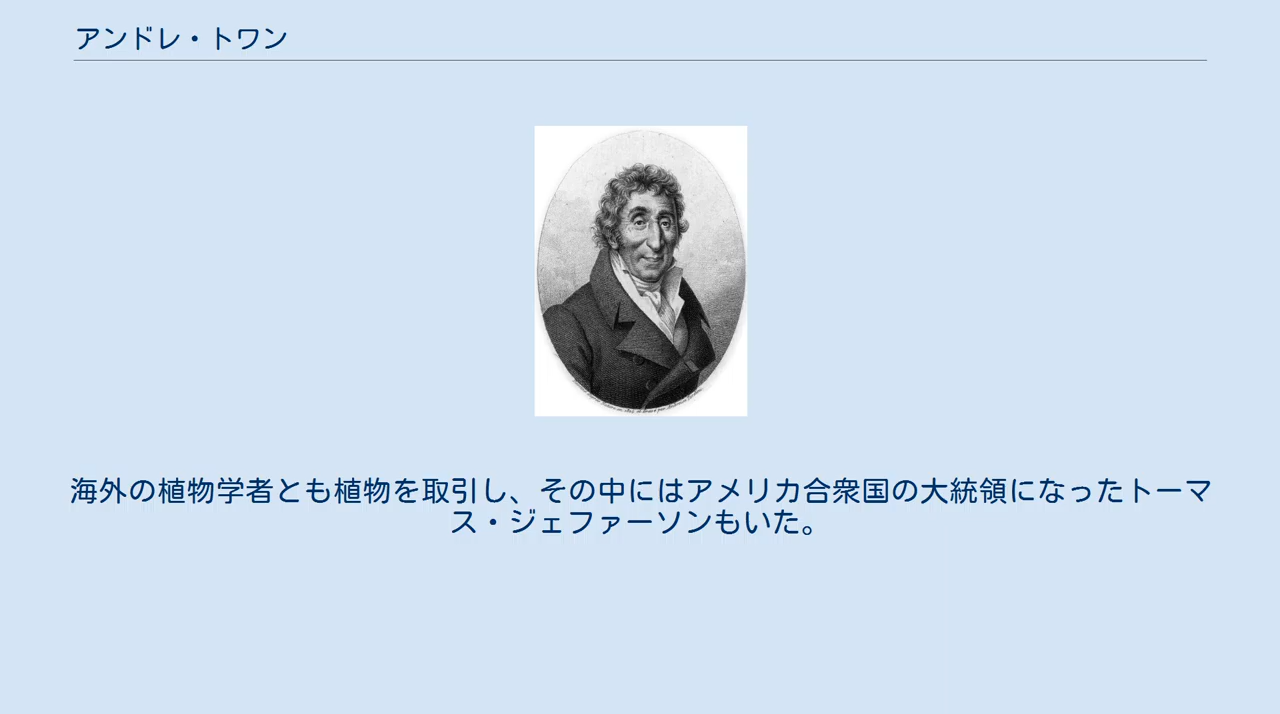 アンドレ・トワン
海外の植物学者とも植物を取引し、その中にはアメリカ合衆国の大統領になったトーマ
ス・ジェファーソンもいた。